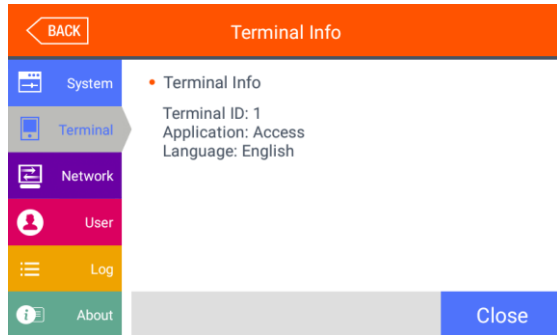 BACK
Terminal Info
System
Terminal
Network
User
Log
About
• Terminal Info
Terminal ID: 1
Application: Access
Language: English
Close